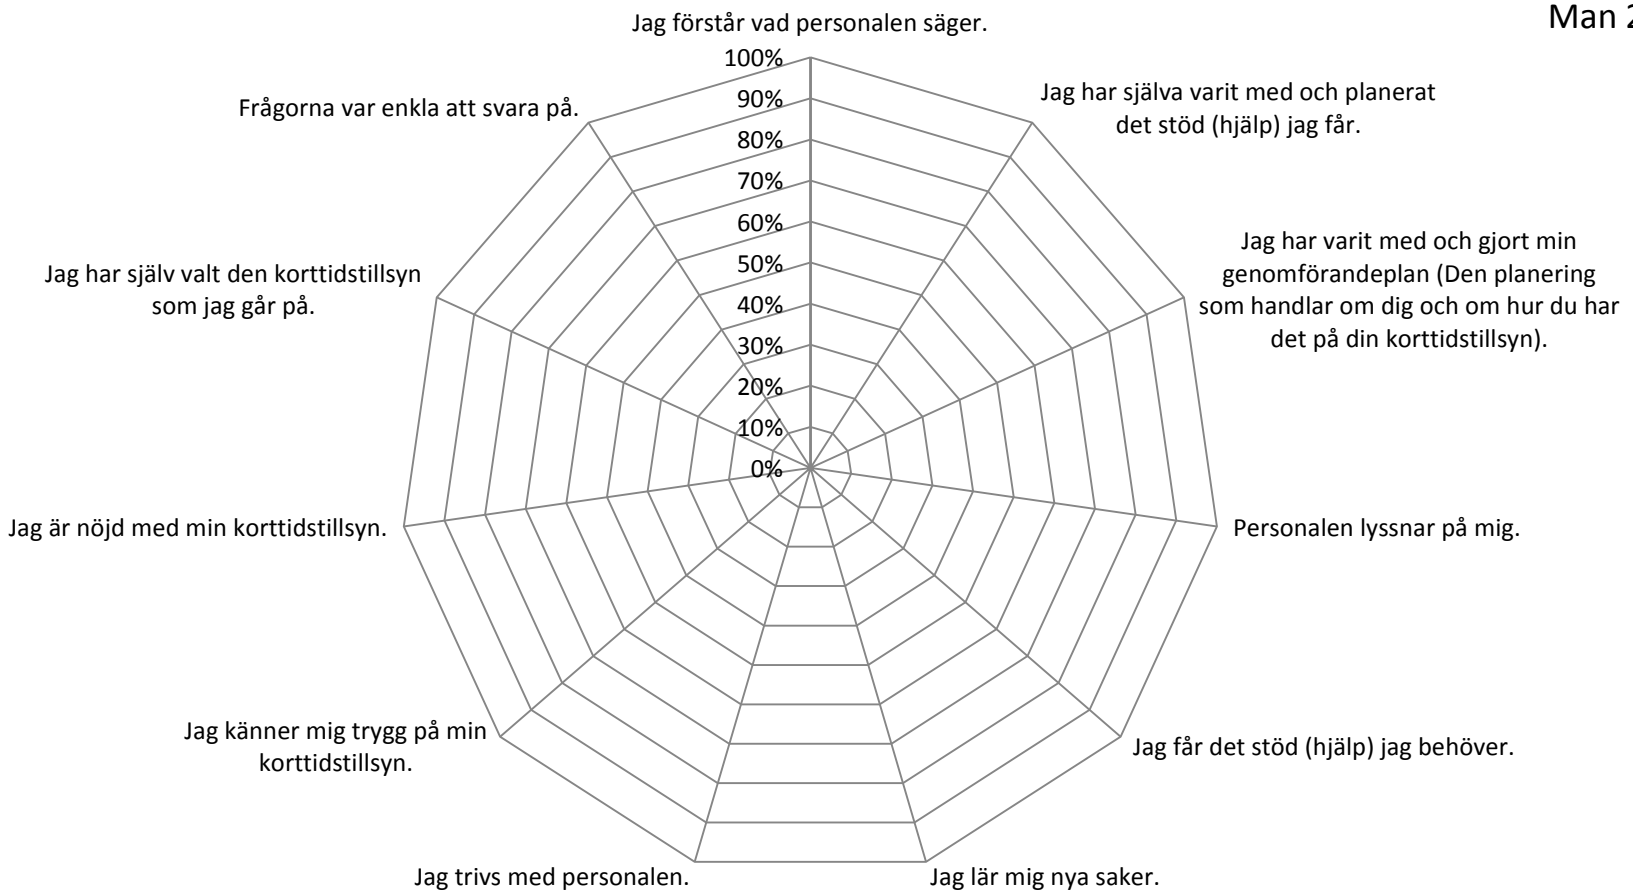 Man 2
Jag förstår vad personalen säger.
Jag har själva varit med och planerat
det stöd (hjälp) jag får.
Jag har varit med och gjort min
genomförandeplan (Den planering
som handlar om dig och om hur du har
det på din korttidstillsyn).
Personalen lyssnar på mig.
Jag får det stöd (hjälp) jag behöver.
Jag lär mig nya saker.
Jag trivs med personalen.
Jag känner mig trygg på min
korttidstillsyn.
Jag är nöjd med min korttidstillsyn.
Jag har själv valt den korttidstillsyn
som jag går på.
Frågorna var enkla att svara på.
100%
90%
80%
70%
60%
50%
40%
30%
20%
10%
0%